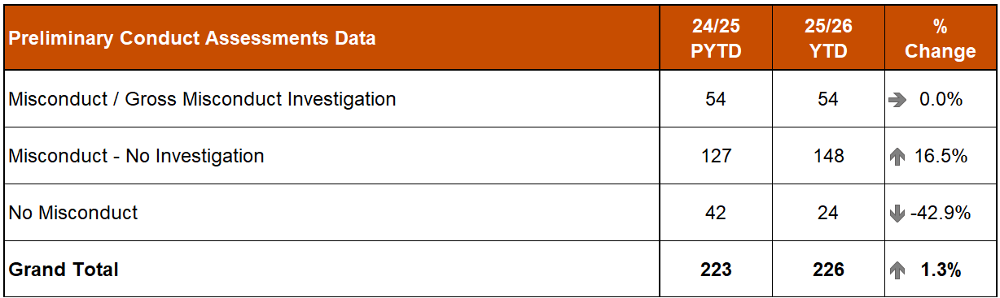 Preliminary Conduct Assessments Data 24/25 PYTD 25/26 YTD % Change
Misconduct / Gross Misconduct Investigation 54 54 0.0%
Misconduct - No Investigation 127 148 16.5%
No Misconduct 42 24 -42.9%
Grand Total 223 226 1.3%